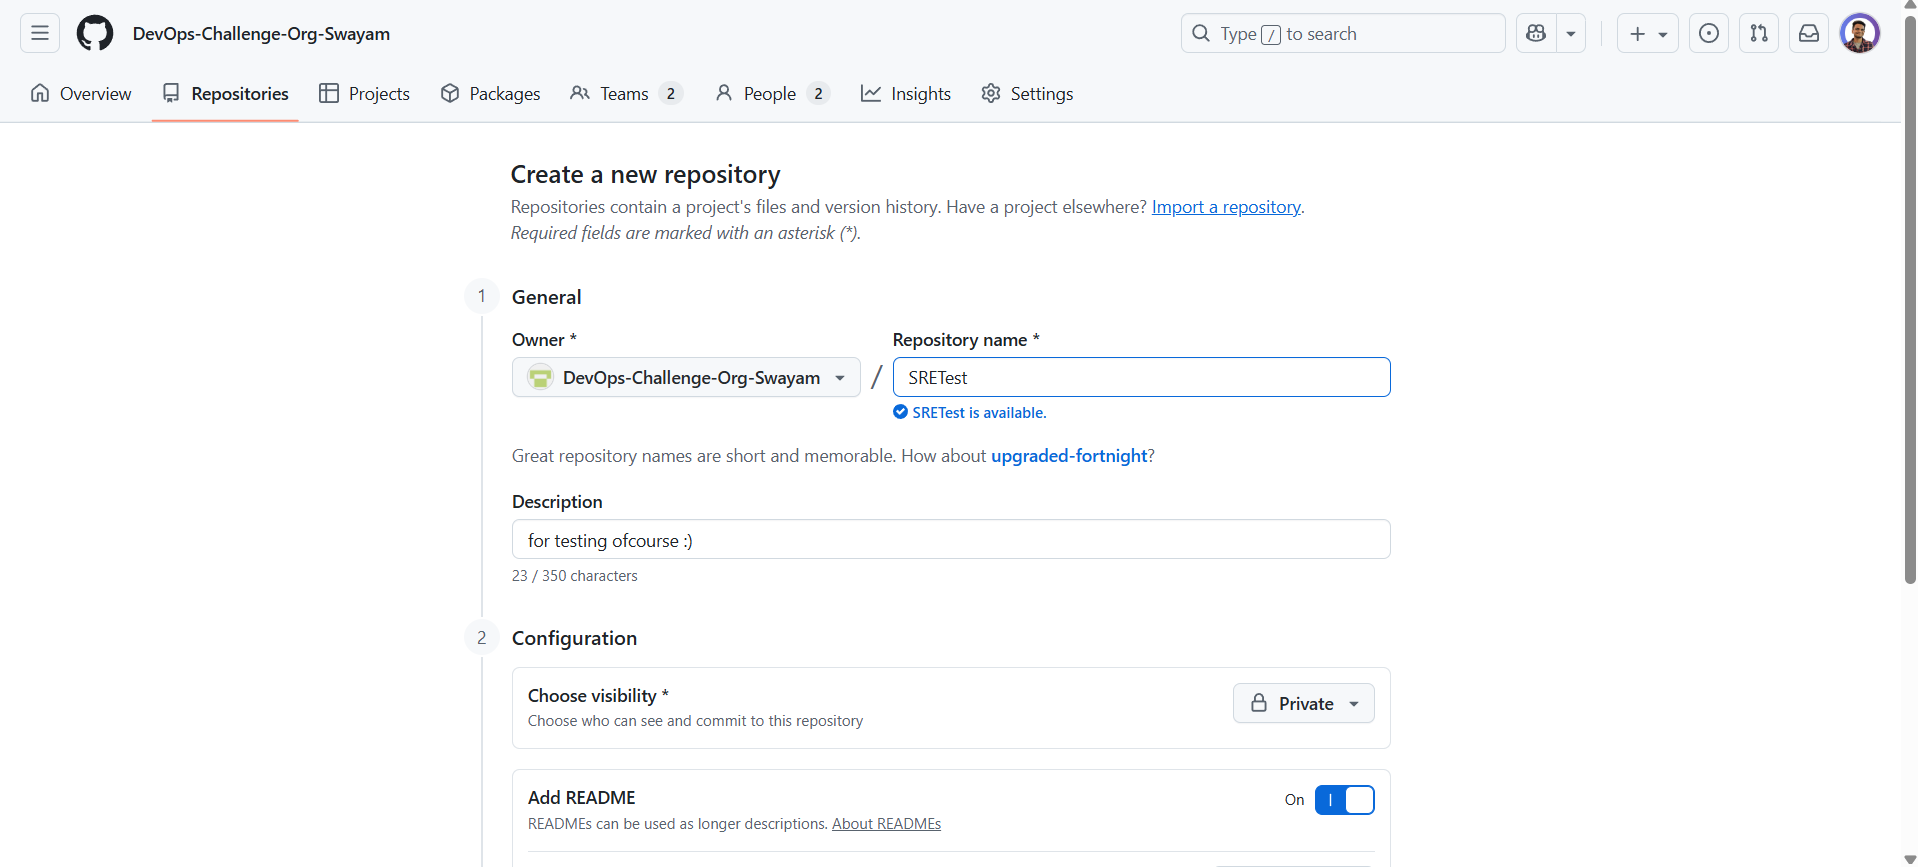 DevOps-Challenge-Org-Swayam
Type / to search
Overview Repositories Projects Packages Teams 2 People 2 Insights Settings
Create a new repository
Repositories contain a project's files and version history. Have a project elsewhere? Import a repository.
Required fields are marked with an asterisk (*).
1 General
Owner * Repository name *
DevOps-Challenge-Org-Swayam / SRETest
SRETest is available.
Great repository names are short and memorable. How about upgraded-fortnight?
Description
for testing ofcourse :)
23 / 350 characters
2 Configuration
Choose visibility *
Choose who can see and commit to this repository
Private
Add README
READMEs can be used as longer descriptions. About READMEs
On